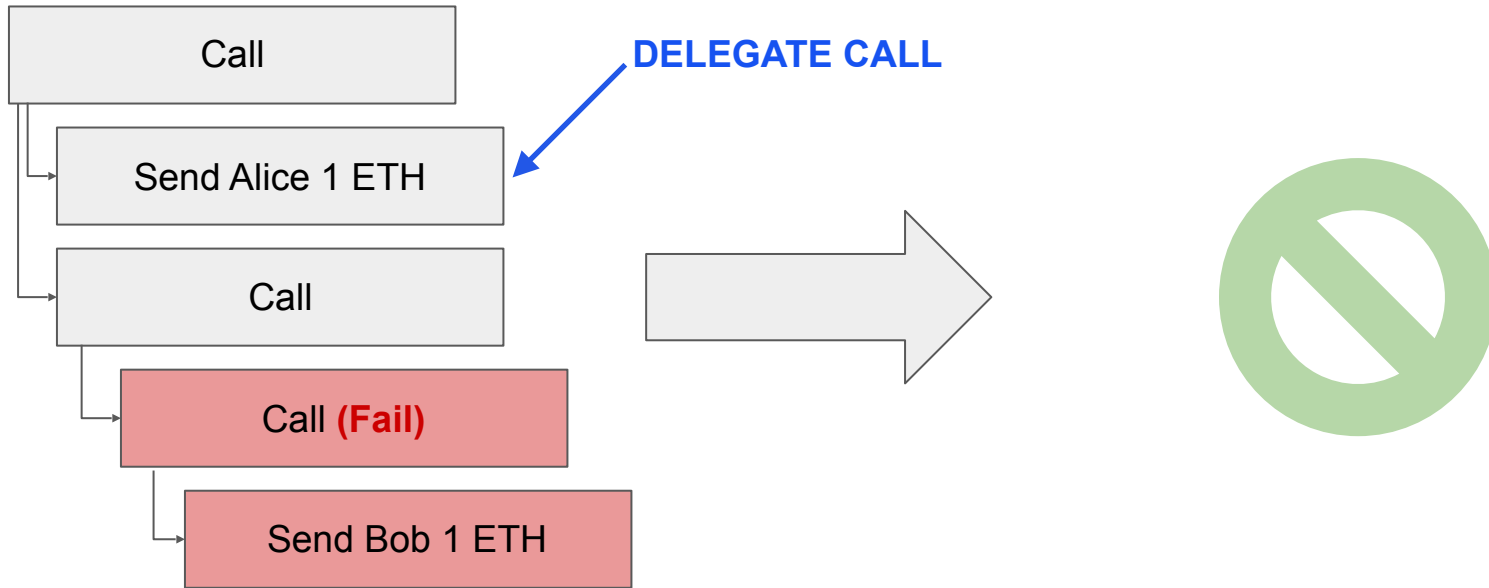 Call
DELEGATE CALL
Send Alice 1 ETH
Call
Call (Fail)
Send Bob 1 ETH